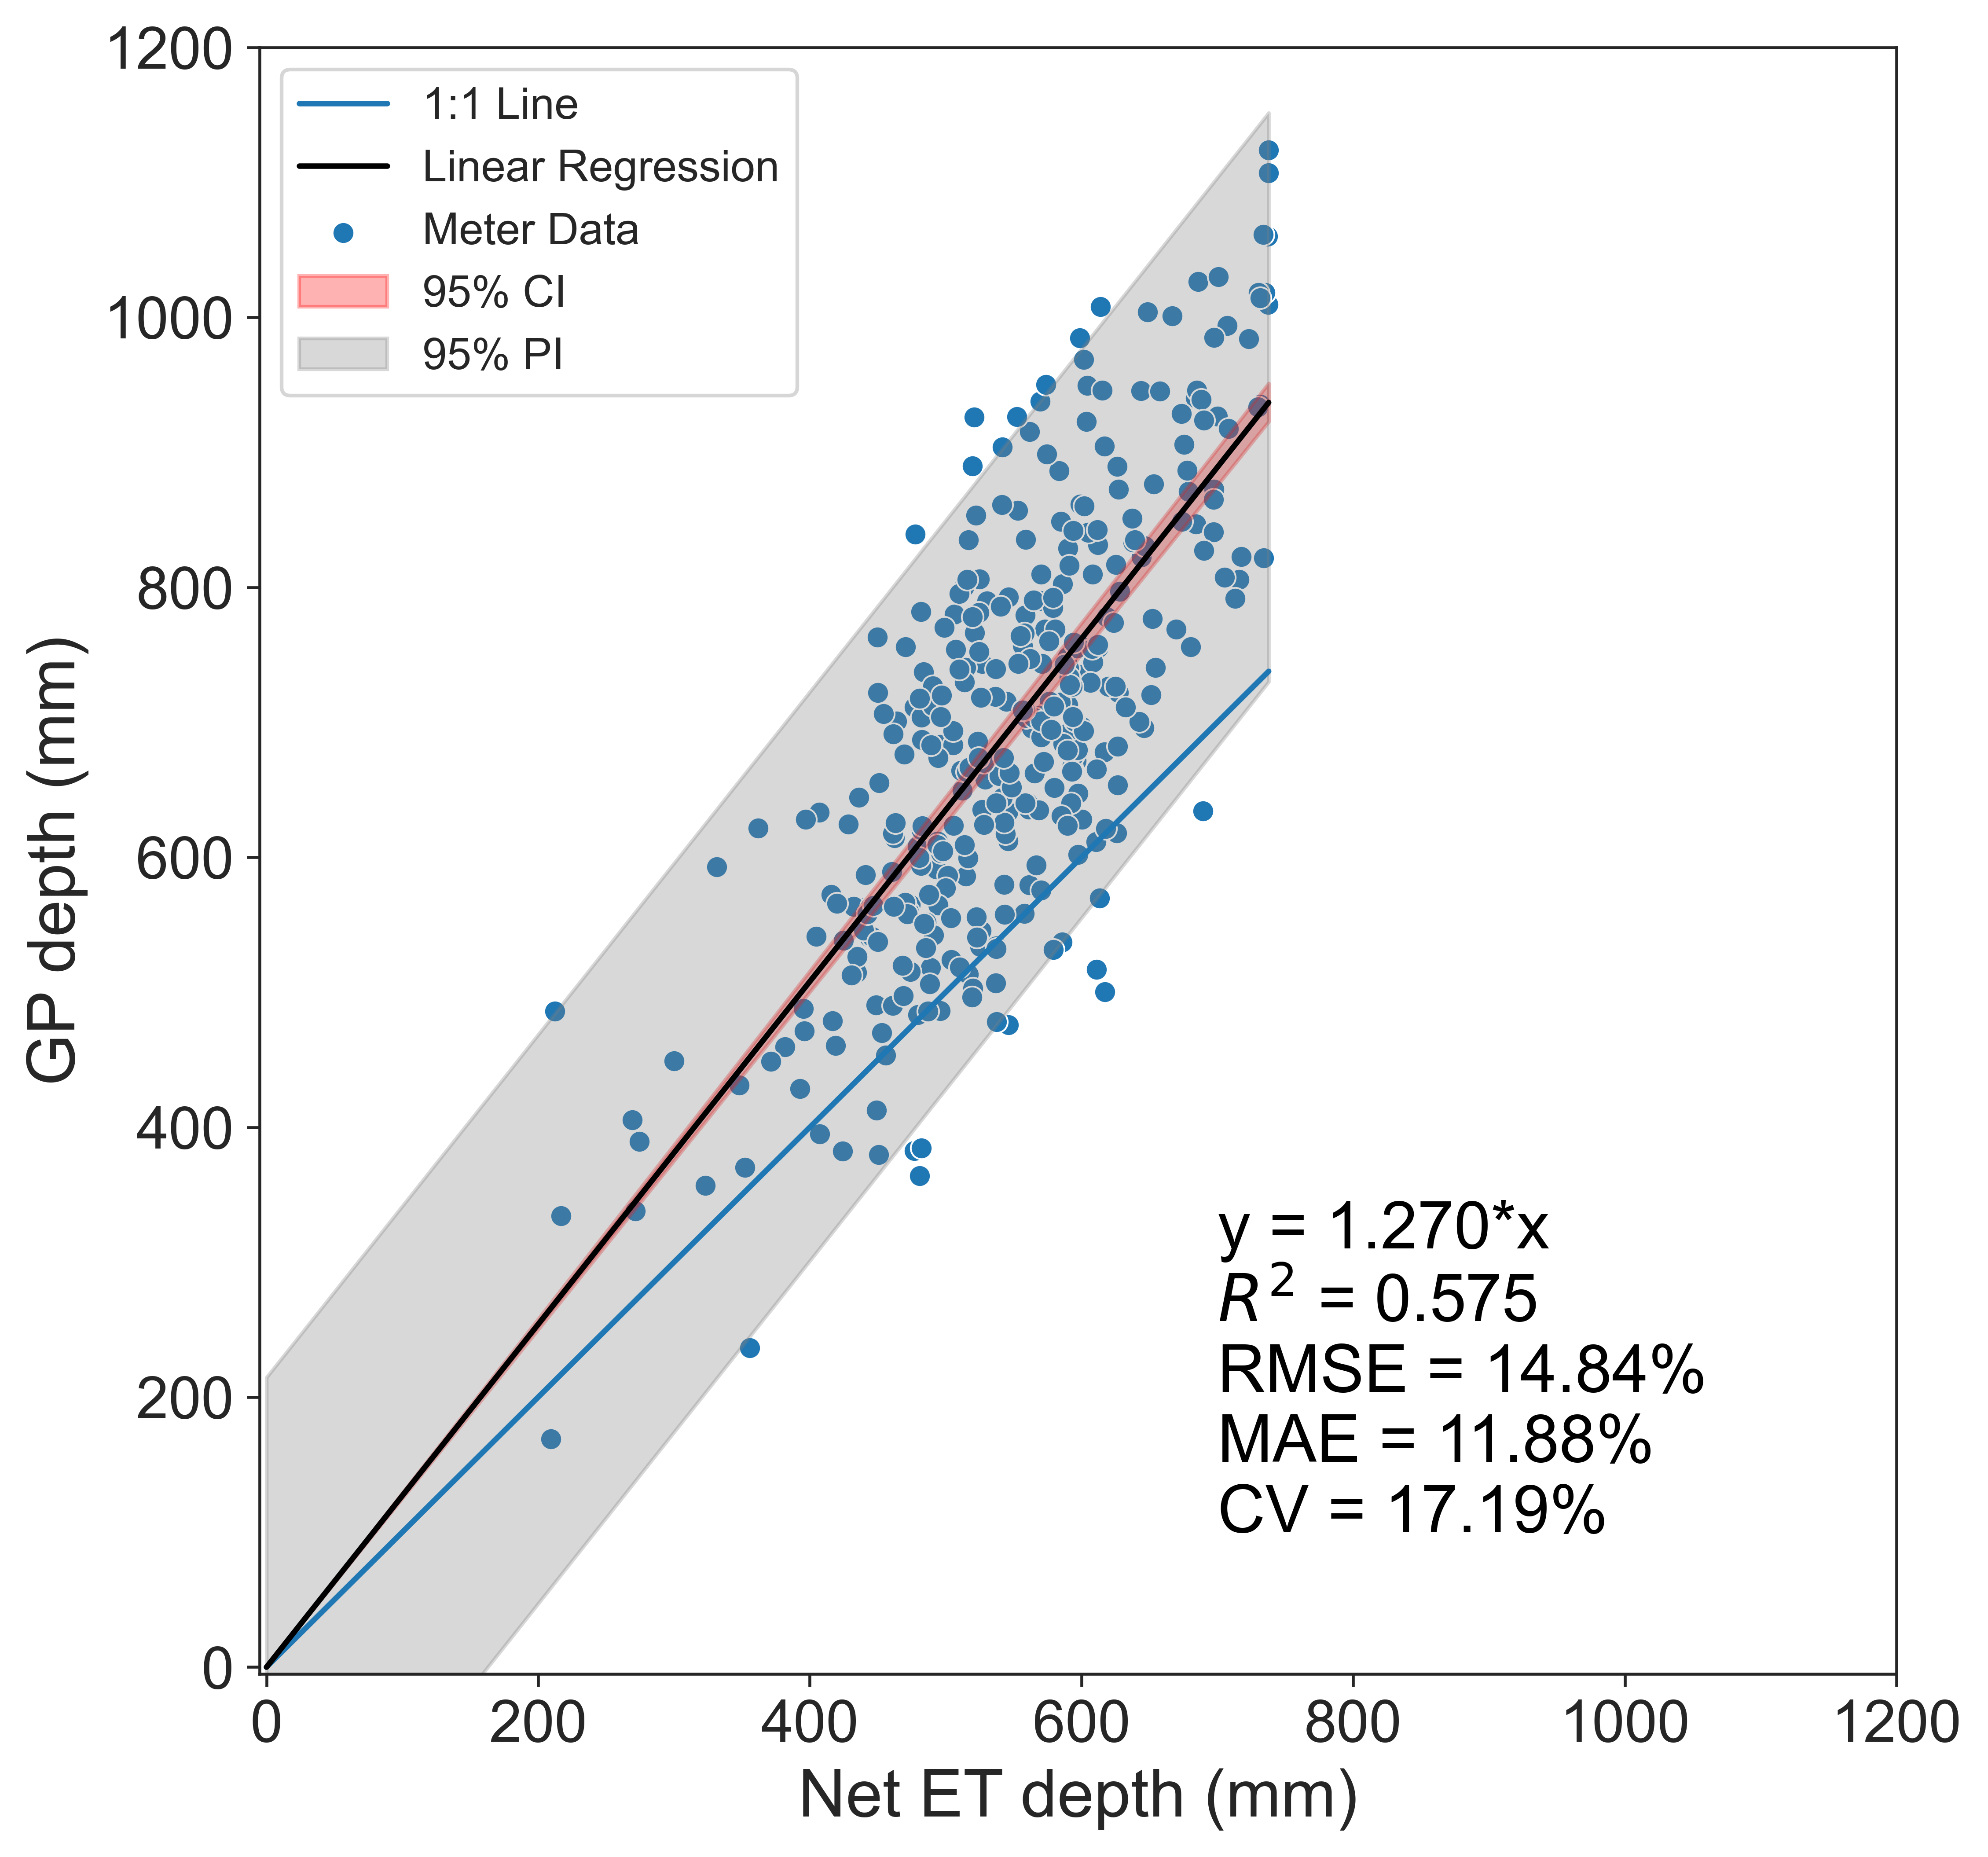 1200
1000
800
600
400
200
0
GP depth (mm)
1:1 Line
Linear Regression
Meter Data
95% CI
95% PI
y = 1.270*x
R² = 0.575
RMSE = 14.84%
MAE = 11.88%
CV = 17.19%
0 200 400 600 800 1000 1200
Net ET depth (mm)